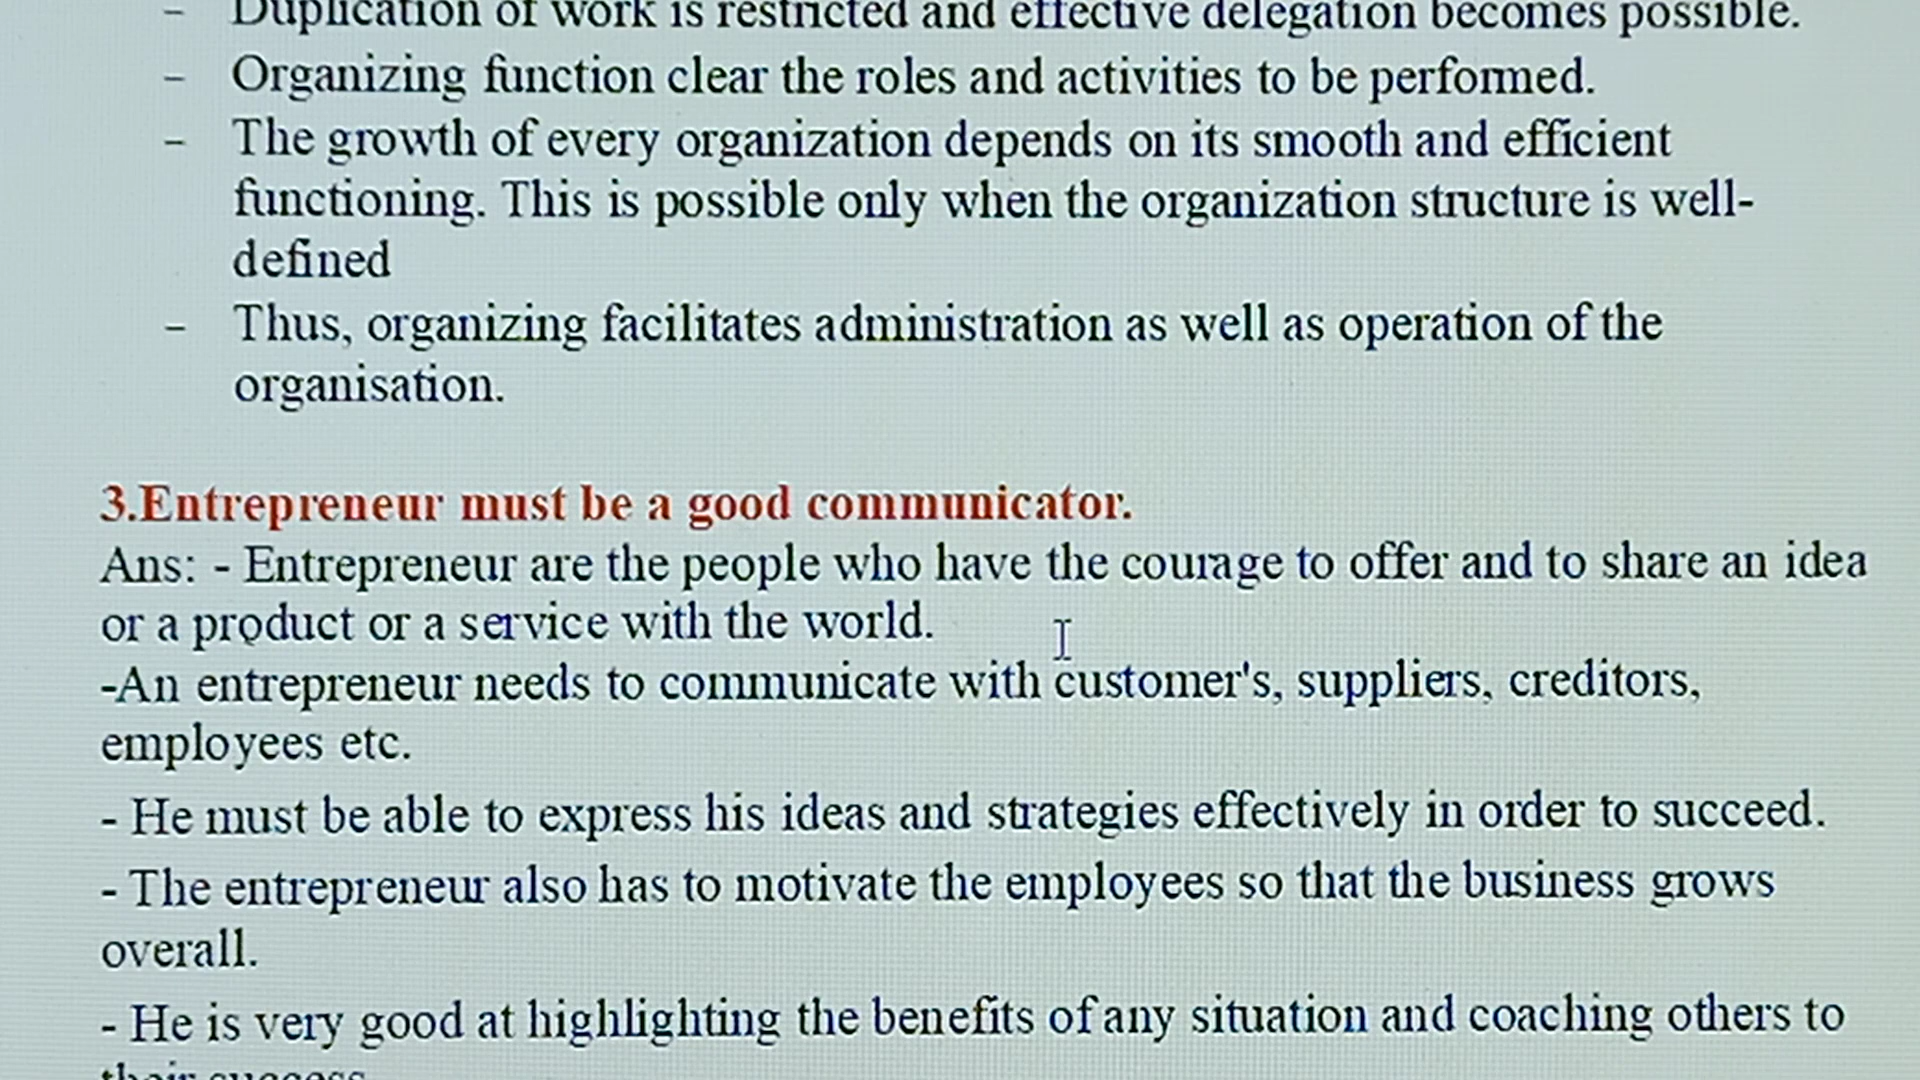 - Duplication of work is restricted and effective delegation becomes possible.
- Organizing function clear the roles and activities to be performed.
- The growth of every organization depends on its smooth and efficient
functioning. This is possible only when the organization structure is well-
defined
- Thus, organizing facilitates administration as well as operation of the
organisation.
3.Entrepreneur must be a good communicator.
Ans: - Entrepreneur are the people who have the courage to offer and to share an idea
or a product or a service with the world.
-An entrepreneur needs to communicate with customer's, suppliers, creditors,
employees etc.
- He must be able to express his ideas and strategies effectively in order to succeed.
- The entrepreneur also has to motivate the employees so that the business grows
overall.
- He is very good at highlighting the benefits of any situation and coaching others to
their success